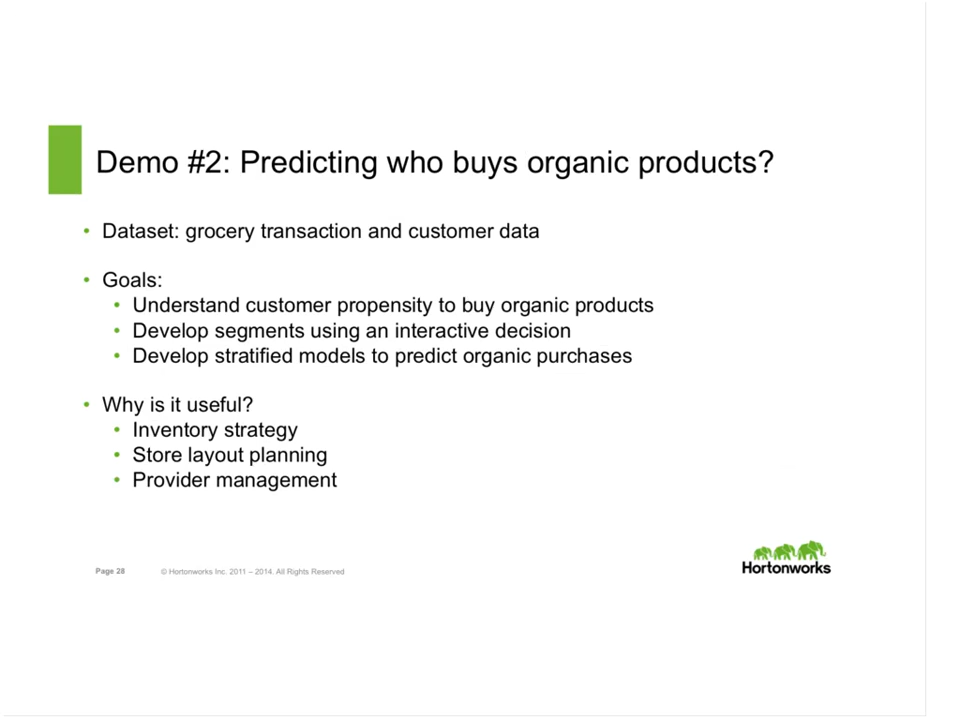 Demo #2: Predicting who buys organic products?
• Dataset: grocery transaction and customer data
• Goals:
• Understand customer propensity to buy organic products
• Develop segments using an interactive decision
• Develop stratified models to predict organic purchases
• Why is it useful?
• Inventory strategy
• Store layout planning
• Provider management
Page 28 © Hortonworks Inc. 2011 – 2014. All Rights Reserved
Hortonworks